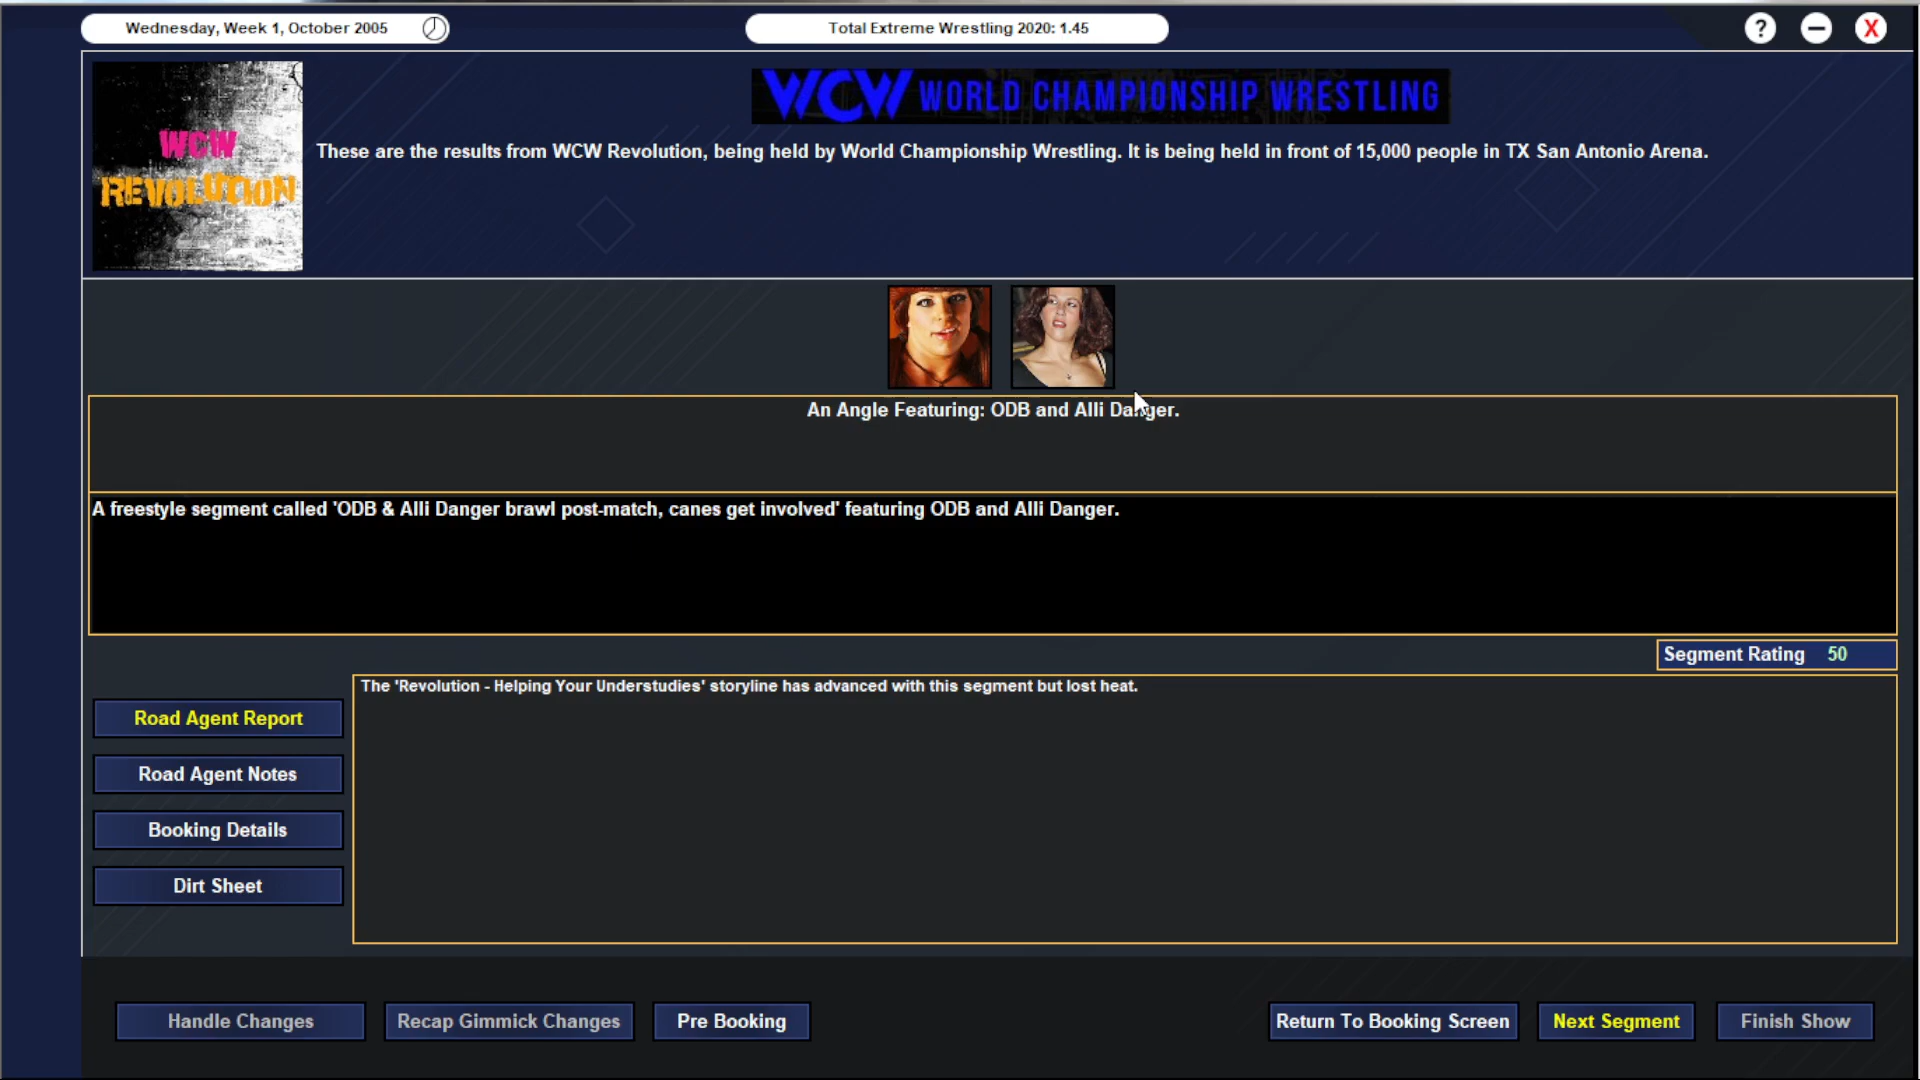 Wednesday, Week 1, October 2005
Total Extreme Wrestling 2020: 1.45
?
X
WCW WORLD CHAMPIONSHIP WRESTLING
WCW
REVOLUTION
These are the results from WCW Revolution, being held by World Championship Wrestling. It is being held in front of 15,000 people in TX San Antonio Arena.
An Angle Featuring: ODB and Alli Danger.
A freestyle segment called 'ODB & Alli Danger brawl post-match, canes get involved' featuring ODB and Alli Danger.
Segment Rating 50
The 'Revolution - Helping Your Understudies' storyline has advanced with this segment but lost heat.
Road Agent Report
Road Agent Notes
Booking Details
Dirt Sheet
Handle Changes
Recap Gimmick Changes
Pre Booking
Return To Booking Screen
Next Segment
Finish Show